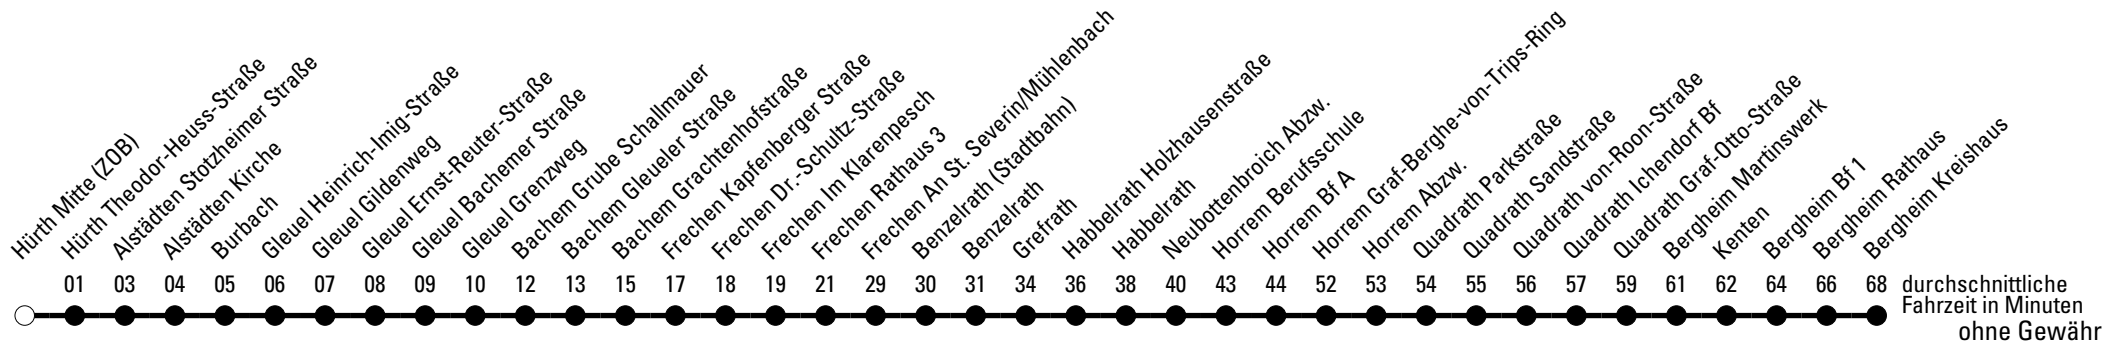 Hürth Mitte (ZOB)
Hürth Theodor-Heuss-Straße
Alstädten Stotzheimer Straße
Alstädten Kirche
Burbach
Gleuel Heinrich-Imig-Straße
Gleuel Gildenweg
Gleuel Ernst-Reuter-Straße
Gleuel Bachemer Straße
Gleuel Grenzweg
Bachem Grube Schallmauer
Bachem Gleueler Straße
Bachem Grachtenhofstraße
Frechen Kapfenberger Straße
Frechen Dr.-Schultz-Straße
Frechen Im Klarenpesch
Frechen Rathaus 3
Frechen An St. Severin/Mühlenbach
Benzelrath (Stadtbahn)
Benzelrath
Grefrath
Habbelrath Holzhausenstraße
Habbelrath
Neubottenbroich Abzw.
Horrem Berufsschule
Horrem Bf A
Horrem Graf-Berghe-von-Trips-Ring
Horrem Abzw.
Quadrath Parkstraße
Quadrath Sandstraße
Quadrath von-Roon-Straße
Quadrath Ichendorf Bf
Quadrath Graf-Otto-Straße
Bergheim Martinswerk
Kenten
Bergheim Bf 1
Bergheim Rathaus
Bergheim Kreishaus
01 03 04 05 06 07 08 09 10 12 13 15 17 18 19 21 29 30 31 34 36 38 40 43 44 52 53 54 55 56 57 59 61 62 64 66 68 durchschnittliche
Fahrzeit in Minuten
ohne Gewähr